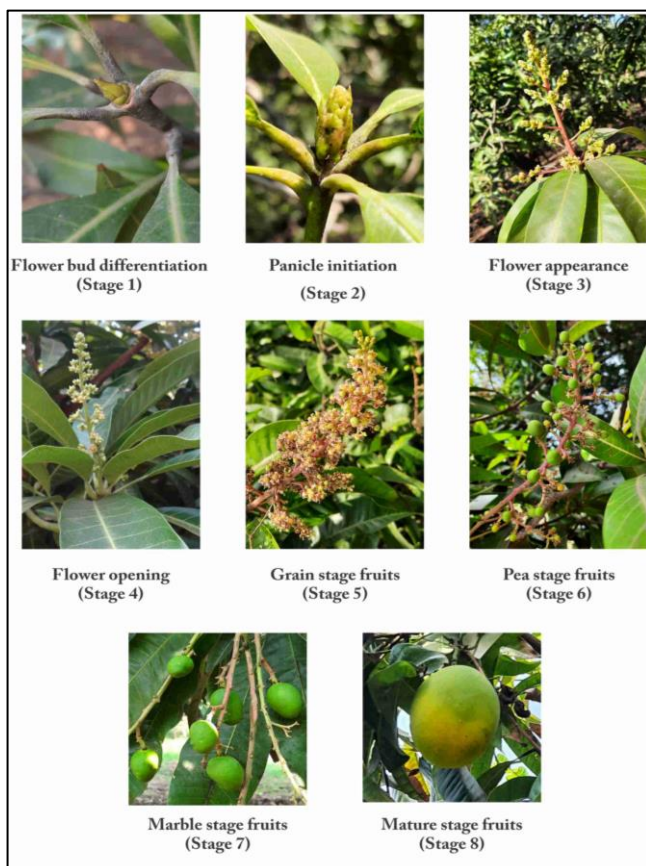 Flower bud differentiation
(Stage 1)
Panicle initiation
(Stage 2)
Flower appearance
(Stage 3)
Flower opening
(Stage 4)
Grain stage fruits
(Stage 5)
Pea stage fruits
(Stage 6)
Marble stage fruits
(Stage 7)
Mature stage fruits
(Stage 8)